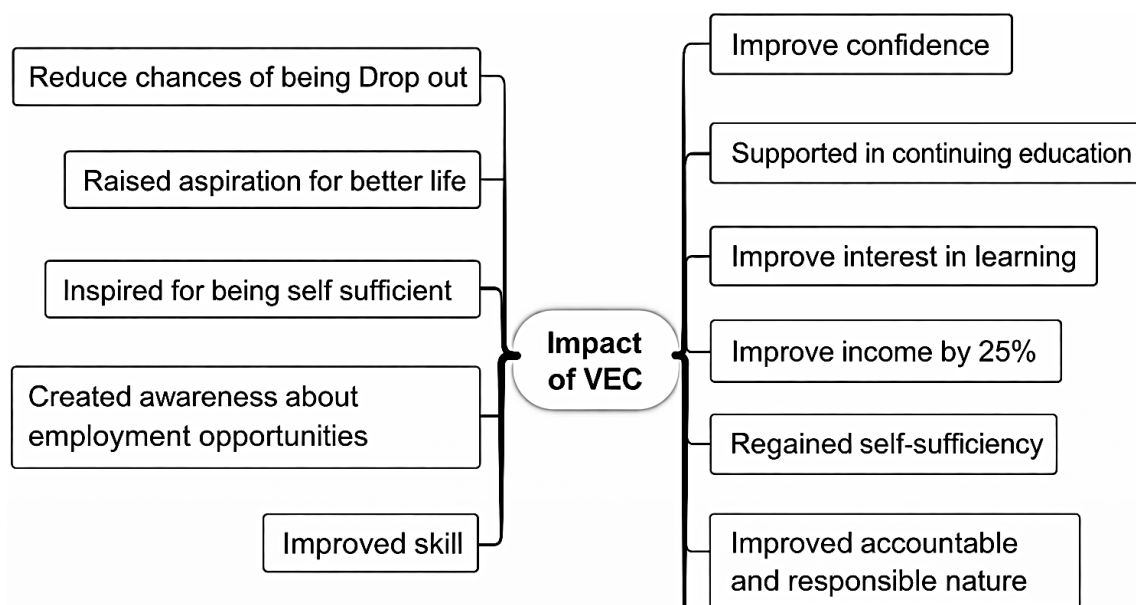 Reduce chances of being Drop out
Raised aspiration for better life
Inspired for being self sufficient
Created awareness about
employment opportunities
Improved skill
Impact
of VEC
Improve confidence
Supported in continuing education
Improve interest in learning
Improve income by 25%
Regained self-sufficiency
Improved accountable
and responsible nature